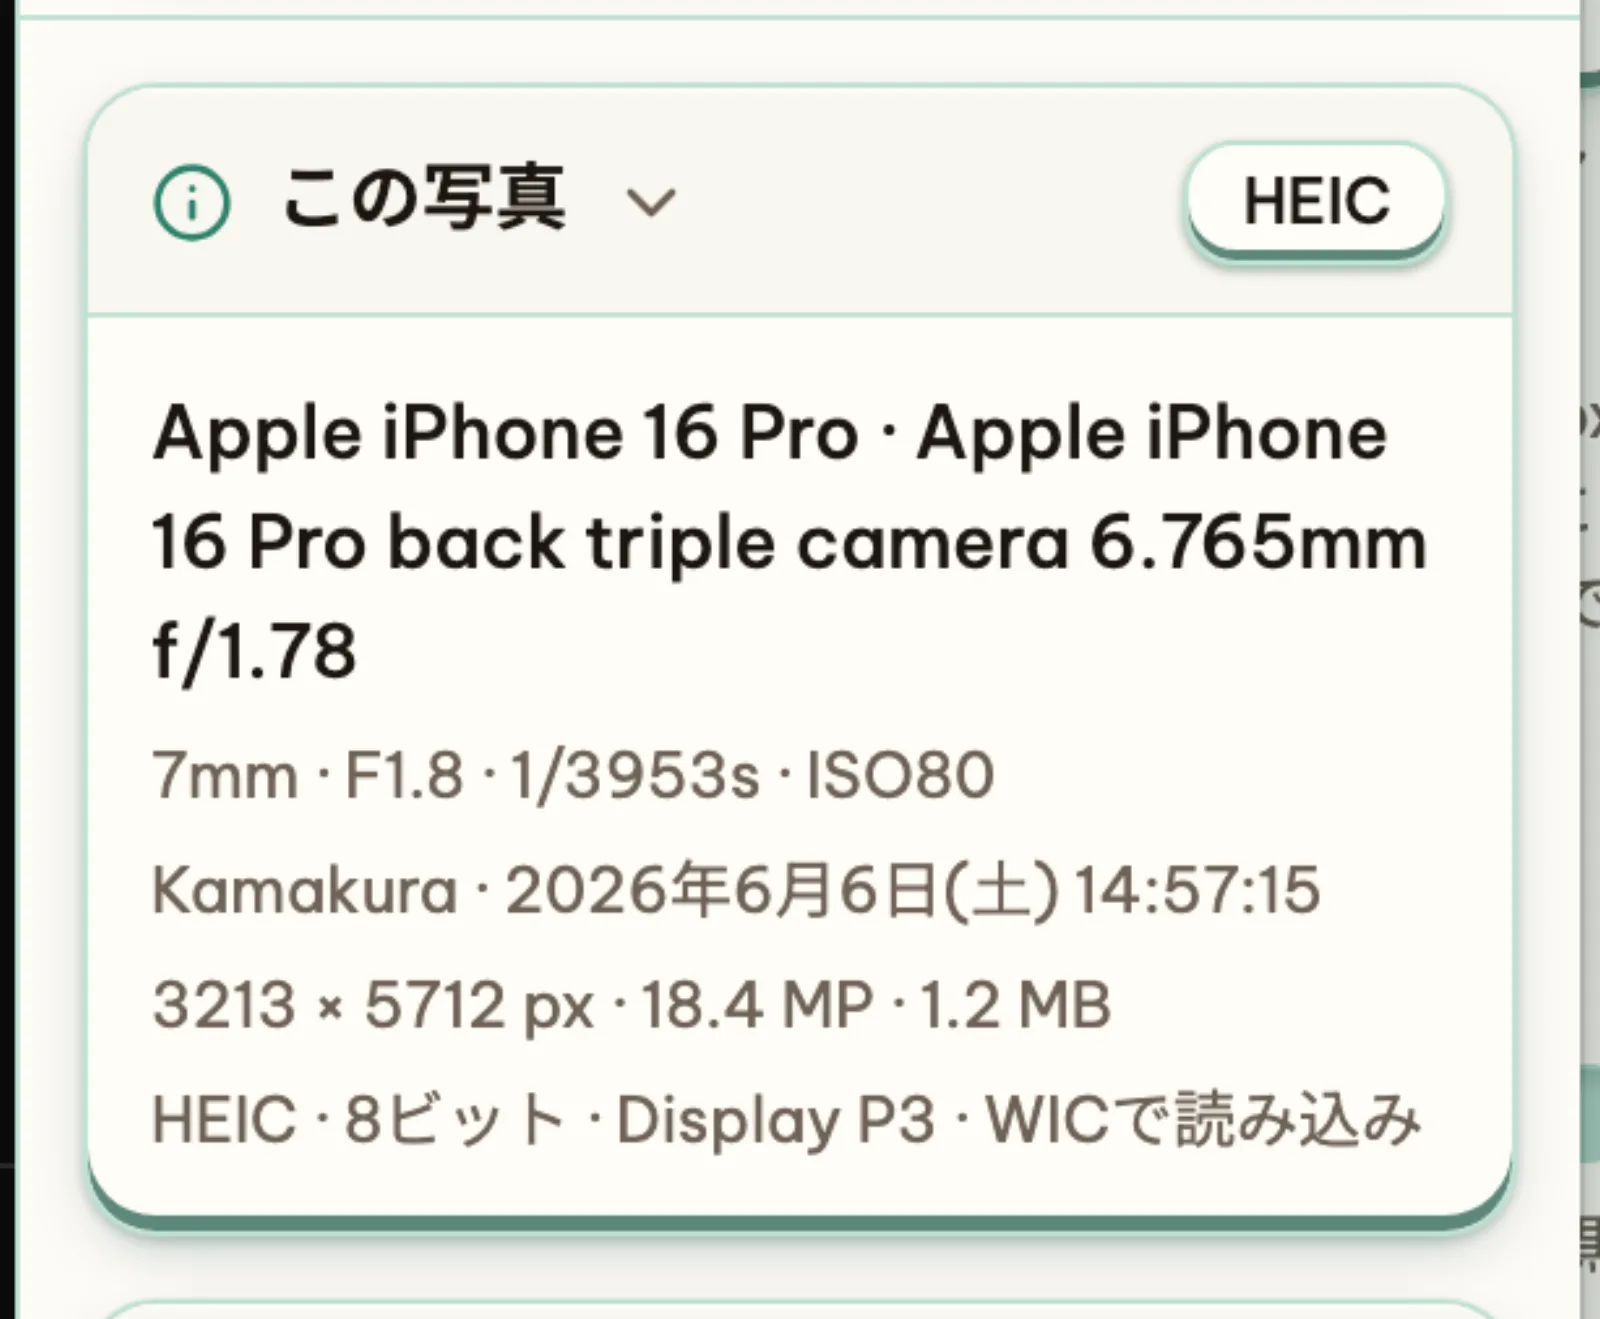 この写真
HEIC
Apple iPhone 16 Pro · Apple iPhone
16 Pro back triple camera 6.765mm
f/1.78
7mm · F1.8 · 1/3953s · ISO80
Kamakura · 2026年6月6日(土) 14:57:15
3213 × 5712 px · 18.4 MP · 1.2 MB
HEIC · 8ビット · Display P3 · WICで読み込み